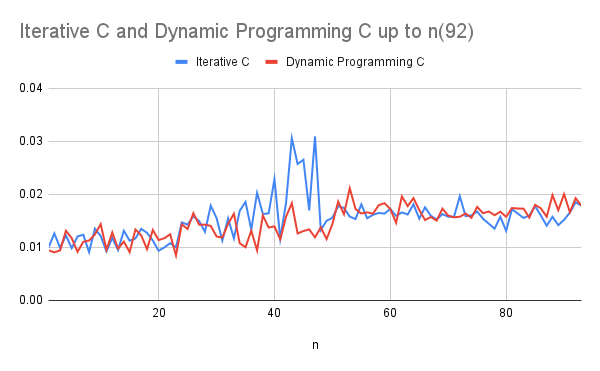 Iterative C and Dynamic Programming C up to n(92)
Iterative C Dynamic Programming C
0.04
0.03
0.02
0.01
0.00
20 40 60 80
n